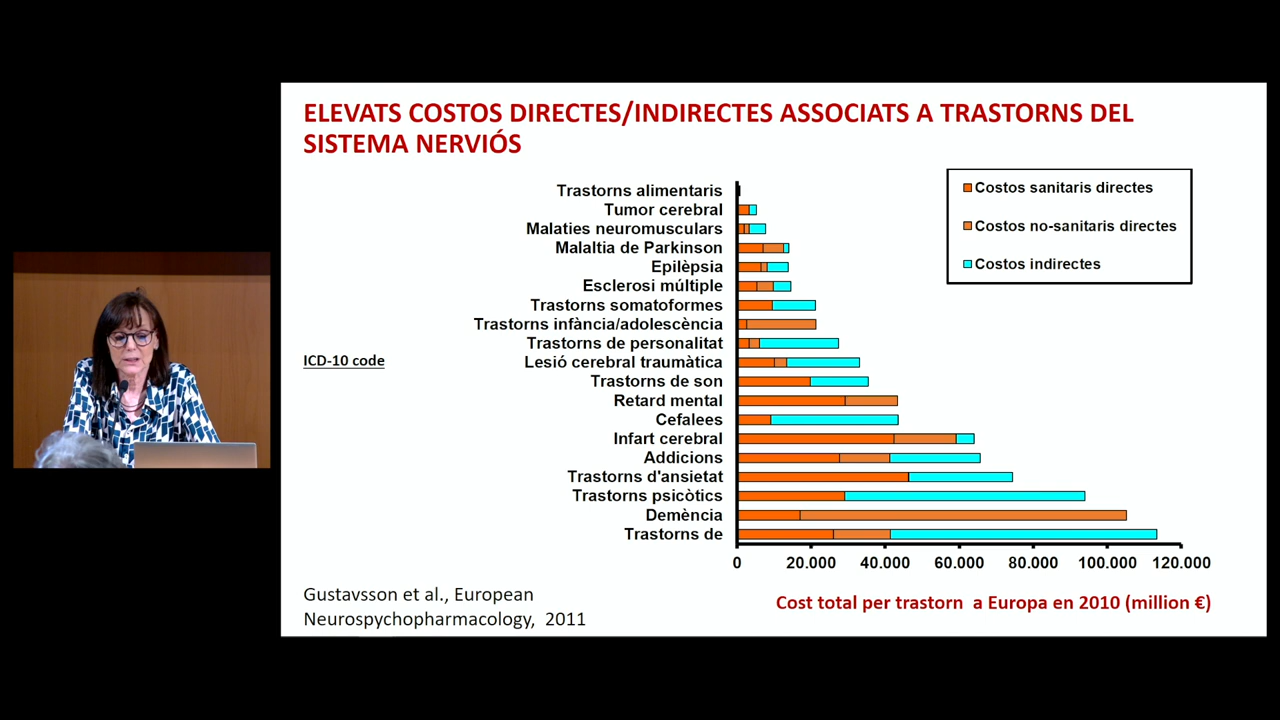 ELEVATS COSTOS DIRECTES/INDIRECTES ASSOCIATS A TRASTORNS DEL
SISTEMA NERVIÓS
Costos sanitaris directes
Costos no-sanitaris directes
Costos indirectes
Trastorns alimentaris
Tumor cerebral
Malaties neuromusculars
Malaltia de Parkinson
Epilèpsia
Esclerosi múltiple
Trastorns somatoformes
Trastorns infància/adolescència
Trastorns de personalitat
ICD-10 code
Lesió cerebral traumàtica
Trastorns de son
Retard mental
Cefalees
Infart cerebral
Addicions
Trastorns d'ansietat
Trastorns psicòtics
Demència
Trastorns de
0 20.000 40.000 60.000 80.000 100.000 120.000
Cost total per trastorn a Europa en 2010 (million €)
Gustavsson et al., European
Neurospychopharmacology, 2011